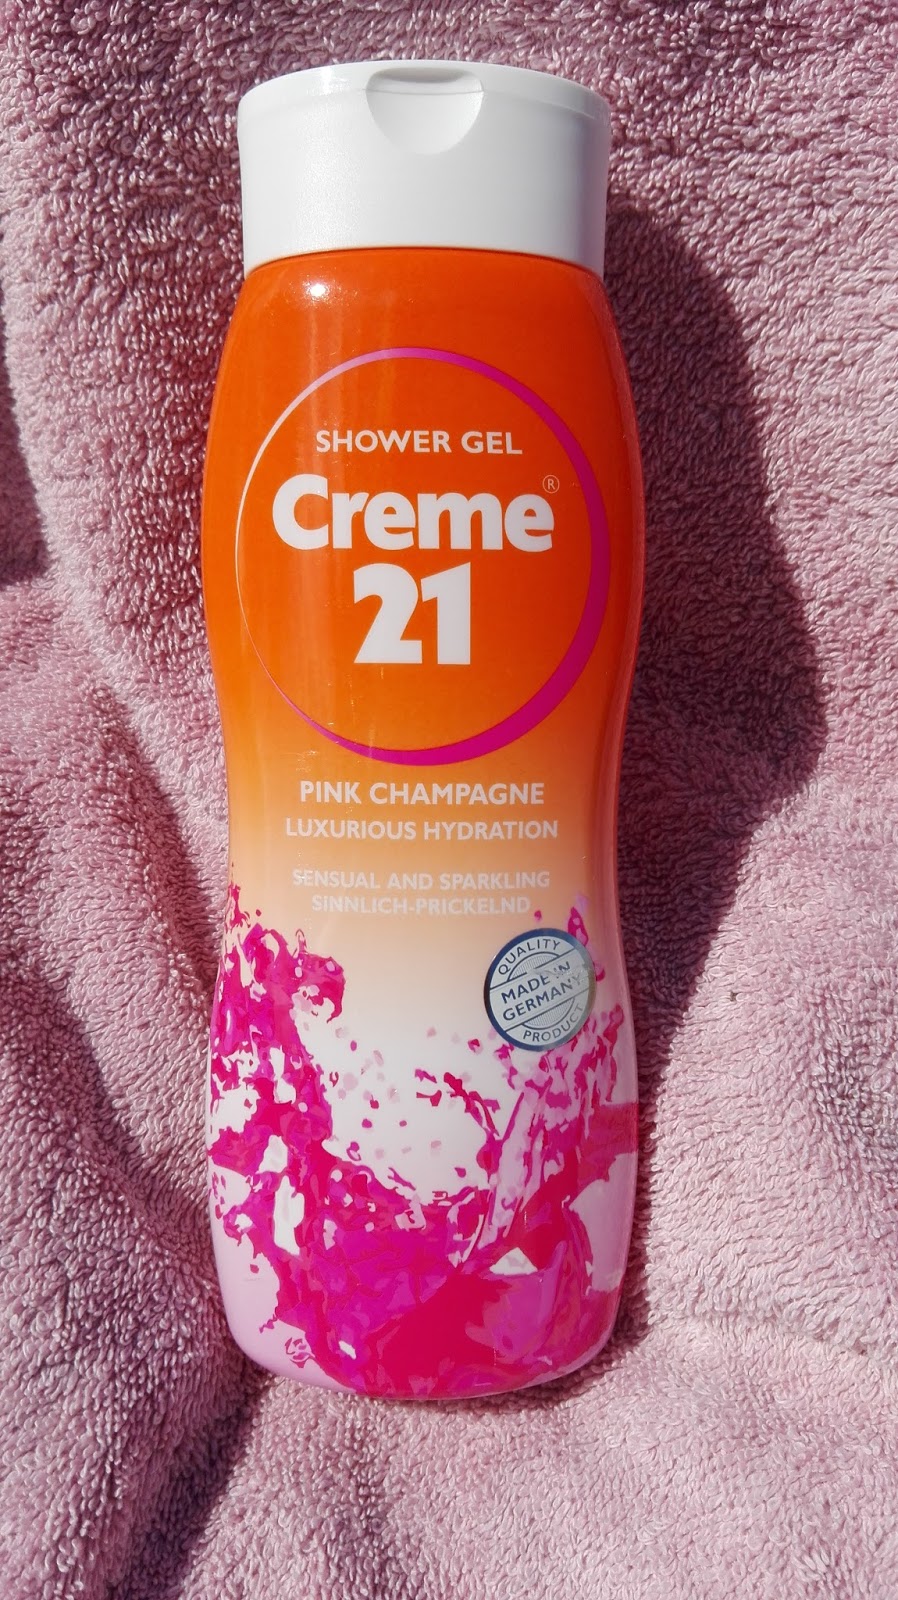 SHOWER GEL
Creme®
21
PINK CHAMPAGNE
LUXURIOUS HYDRATION
SENSUAL AND SPARKLING
SINNLICH-PRICKELND
QUALITY
MADE IN
GERMANY
PRODUCT